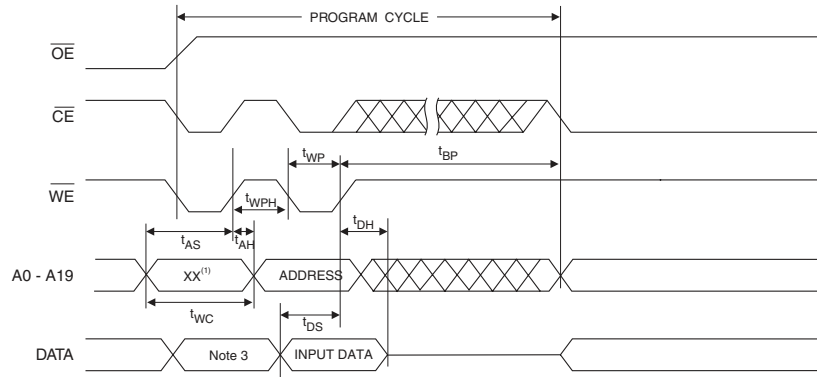 PROGRAM CYCLE
OE
CE
tWP
tBP
WE
tWPH
tDH
tAS
tAH
A0 - A19
XX(1)
ADDRESS
tWC
tDS
DATA
Note 3
INPUT DATA